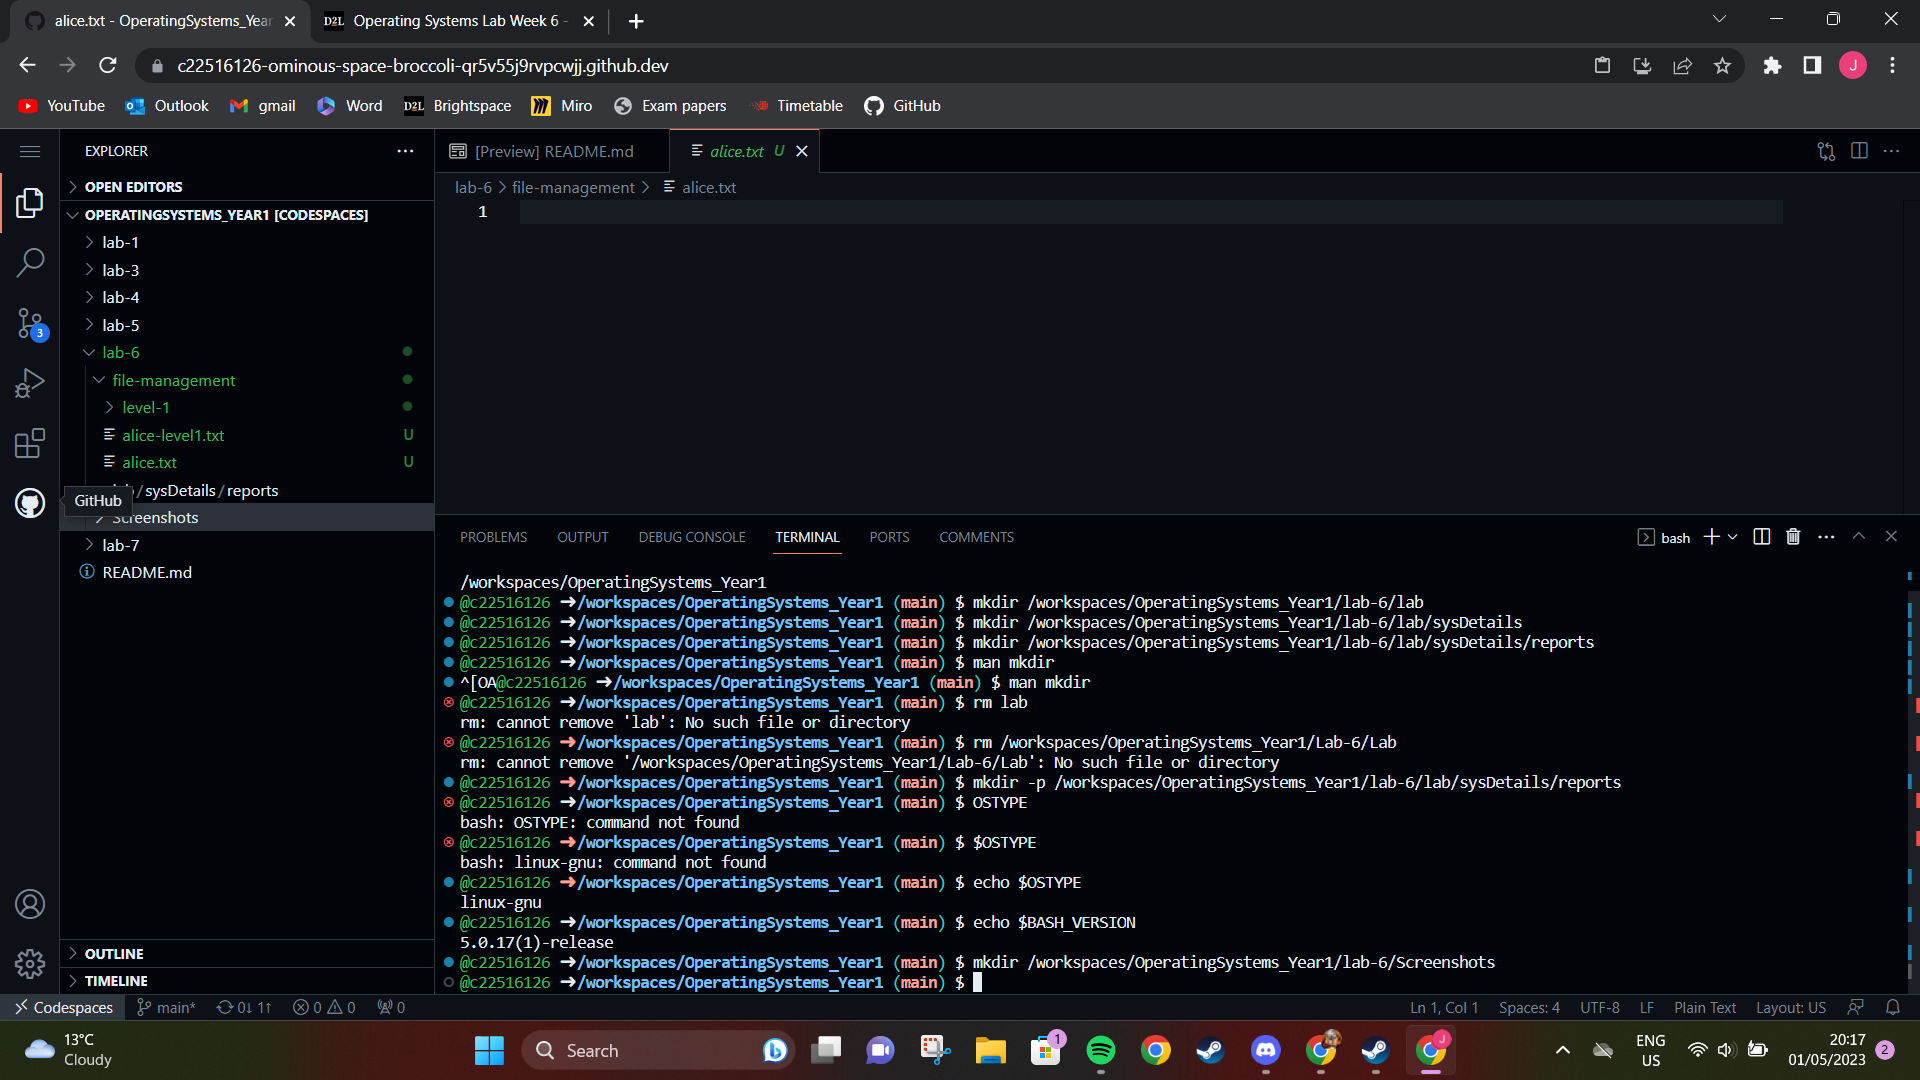 alice.txt - OperatingSystems_Year
D2L Operating Systems Lab Week 6 -
c22516126-ominous-space-broccoli-qr5v55j9rvpcwjj.github.dev
J
YouTube Outlook gmail Word D2L Brightspace Miro Exam papers Timetable GitHub
EXPLORER
OPEN EDITORS
OPERATINGSYSTEMS_YEAR1 [CODESPACES]
lab-1
lab-3
lab-4
lab-5
lab-6
file-management
level-1
alice-level1.txt U
alice.txt U
/ sysDetails / reports
GitHub
Screenshots
lab-7
README.md
OUTLINE
TIMELINE
3
[Preview] README.md
alice.txt U
lab-6 > file-management > alice.txt
1
PROBLEMS OUTPUT DEBUG CONSOLE TERMINAL PORTS COMMENTS
bash
/workspaces/OperatingSystems_Year1
@c22516126 ➜/workspaces/OperatingSystems_Year1 (main) $ mkdir /workspaces/OperatingSystems_Year1/lab-6/lab
@c22516126 ➜/workspaces/OperatingSystems_Year1 (main) $ mkdir /workspaces/OperatingSystems_Year1/lab-6/lab/sysDetails
@c22516126 ➜/workspaces/OperatingSystems_Year1 (main) $ mkdir /workspaces/OperatingSystems_Year1/lab-6/lab/sysDetails/reports
@c22516126 ➜/workspaces/OperatingSystems_Year1 (main) $ man mkdir
^[OA@c22516126 ➜/workspaces/OperatingSystems_Year1 (main) $ man mkdir
@c22516126 ➜/workspaces/OperatingSystems_Year1 (main) $ rm lab
rm: cannot remove 'lab': No such file or directory
@c22516126 ➜/workspaces/OperatingSystems_Year1 (main) $ rm /workspaces/OperatingSystems_Year1/Lab-6/Lab
rm: cannot remove '/workspaces/OperatingSystems_Year1/Lab-6/Lab': No such file or directory
@c22516126 ➜/workspaces/OperatingSystems_Year1 (main) $ mkdir -p /workspaces/OperatingSystems_Year1/lab-6/lab/sysDetails/reports
@c22516126 ➜/workspaces/OperatingSystems_Year1 (main) $ OSTYPE
bash: OSTYPE: command not found
@c22516126 ➜/workspaces/OperatingSystems_Year1 (main) $ $OSTYPE
bash: linux-gnu: command not found
@c22516126 ➜/workspaces/OperatingSystems_Year1 (main) $ echo $OSTYPE
linux-gnu
@c22516126 ➜/workspaces/OperatingSystems_Year1 (main) $ echo $BASH_VERSION
5.0.17(1)-release
@c22516126 ➜/workspaces/OperatingSystems_Year1 (main) $ mkdir /workspaces/OperatingSystems_Year1/lab-6/Screenshots
@c22516126 ➜/workspaces/OperatingSystems_Year1 (main) $
Codespaces main* 0↓ 1↑ 0 0 0
Ln 1, Col 1 Spaces: 4 UTF-8 LF Plain Text Layout: US
13°C
Cloudy
Search
1
J
ENG
US
20:17
01/05/2023
2